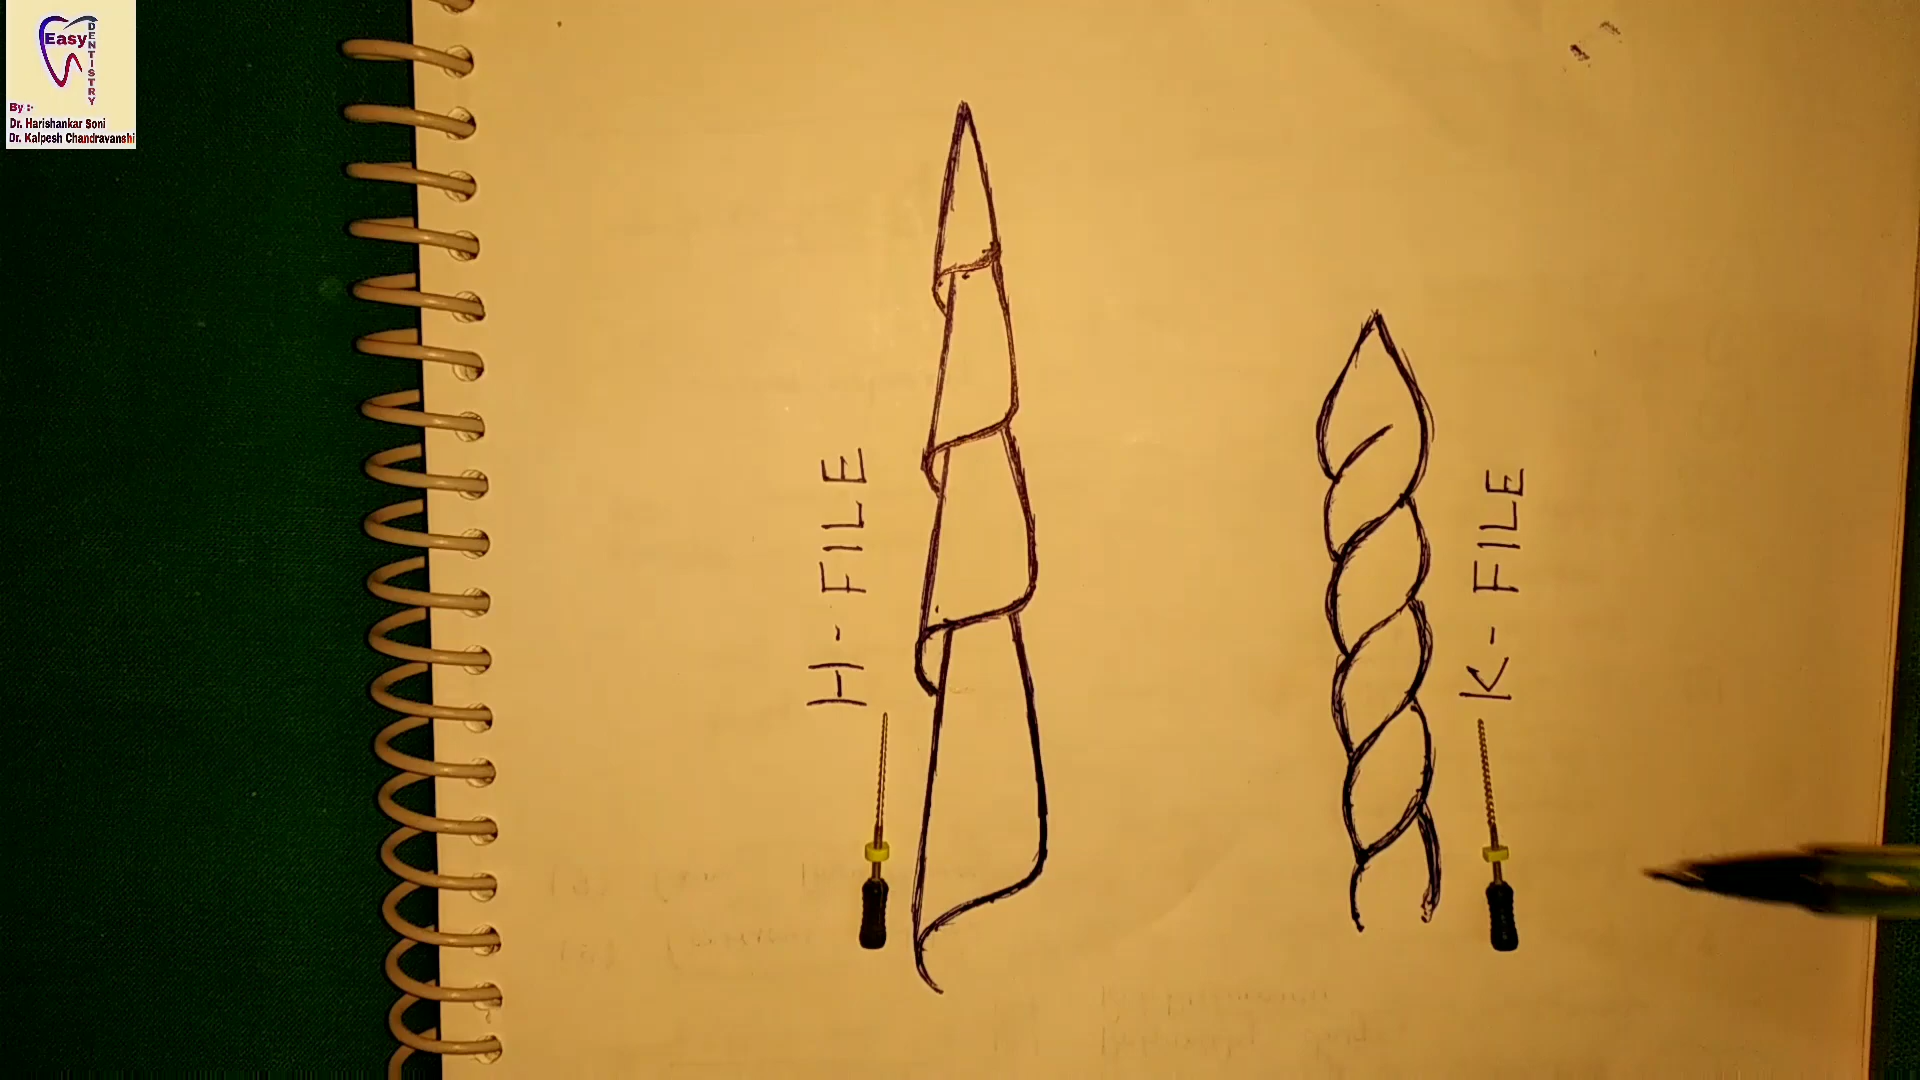 Easy
DENTISTRY
By :-
Dr. Harishankar Soni
Dr. Kalpesh Chandravanshi
H-FILE
K-FILE